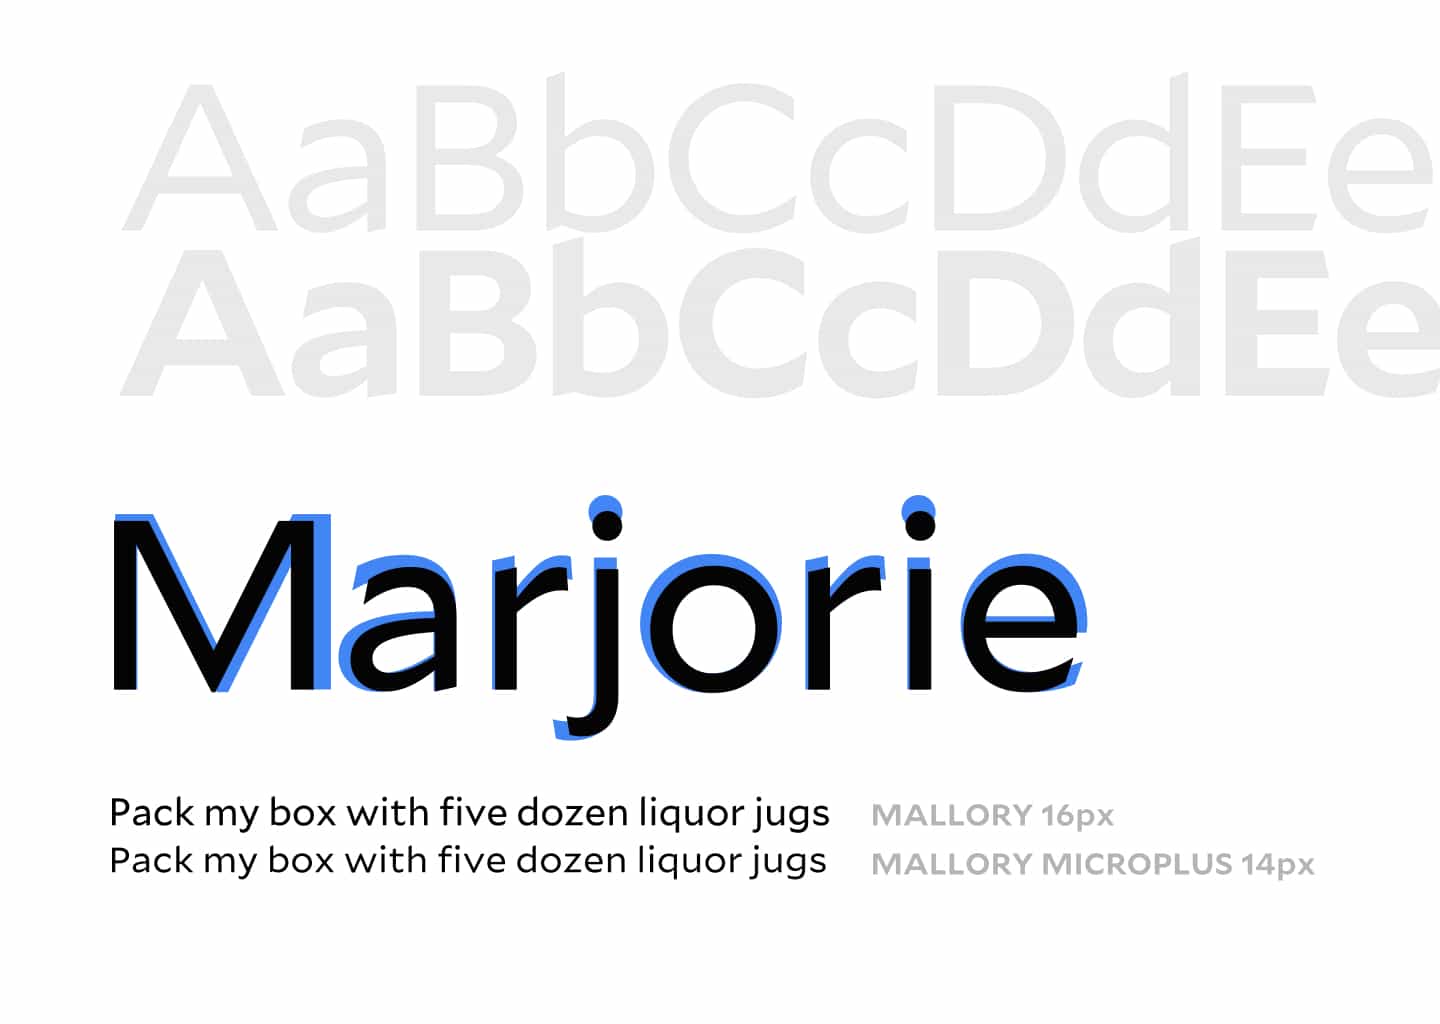 AaBbCcDdEe
AaBbCcDdEe
Marjorie
Pack my box with five dozen liquor jugs MALLORY 16px
Pack my box with five dozen liquor jugs MALLORY MICROPLUS 14px